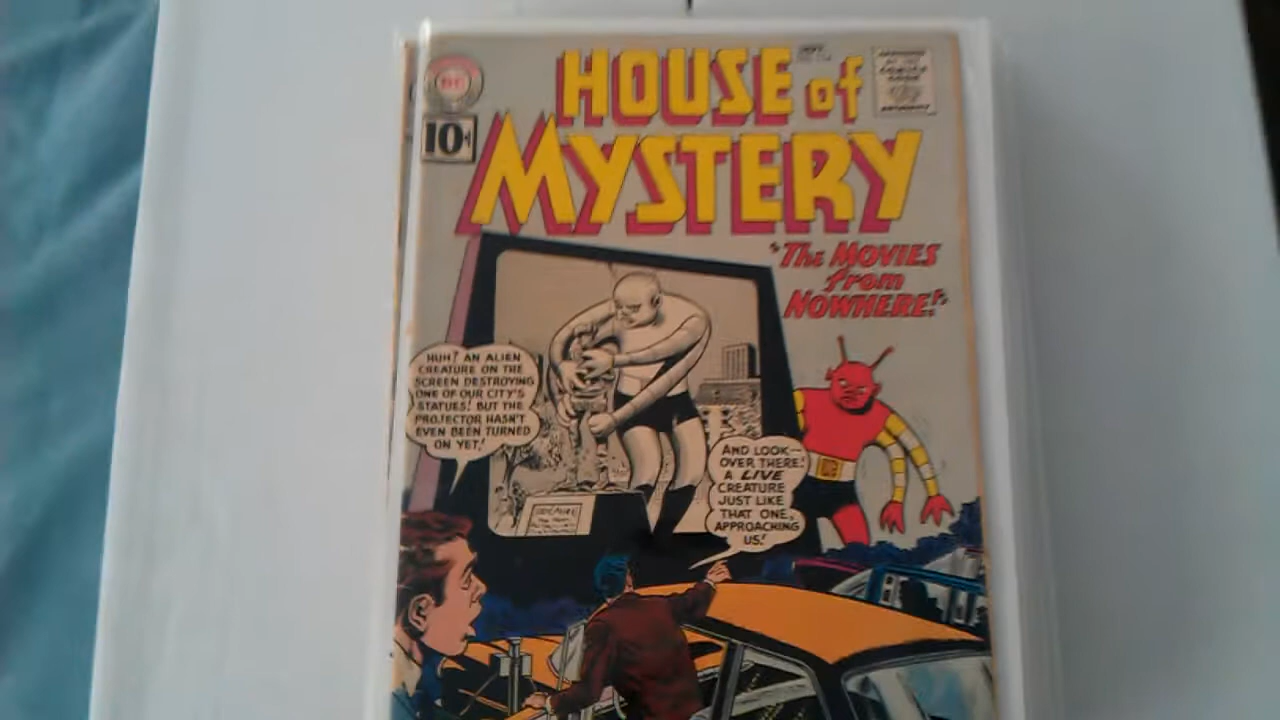 HOUSE of
MYSTERY
DC
10¢
"The MOVIES
from
NOWHERE!"
HUH? AN ALIEN
CREATURE ON THE
SCREEN DESTROYING
ONE OF OUR CITY'S
STATUES! BUT THE
PROJECTOR HASN'T
EVEN BEEN TURNED
ON YET!
AND LOOK—
OVER THERE!
A LIVE
CREATURE
JUST LIKE
THAT ONE,
APPROACHING
US!